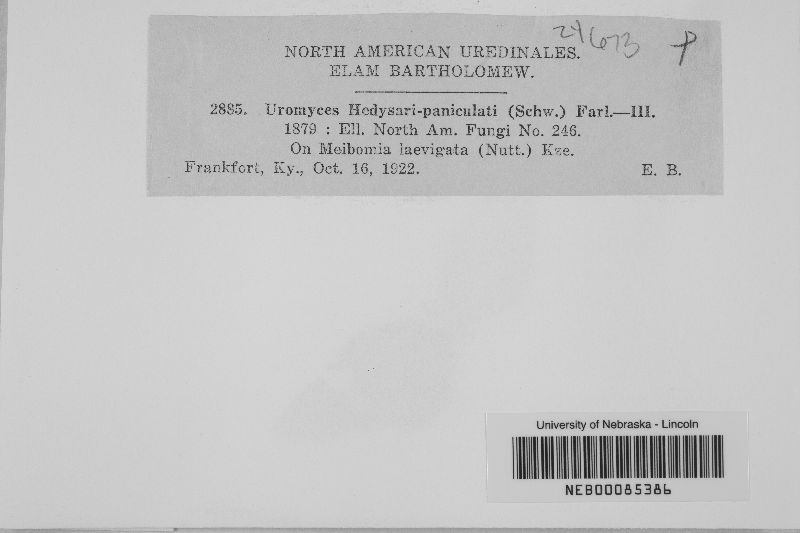 24673 P
NORTH AMERICAN UREDINALES.
ELAM BARTHOLOMEW.
2885. Uromyces Hedysari-paniculati (Schw.) Farl.—III.
1879 : Ell. North Am. Fungi No. 246.
On Meibomia laevigata (Nutt.) Kze.
Frankfort, Ky., Oct. 16, 1922. E. B.
University of Nebraska - Lincoln
NEB00085386